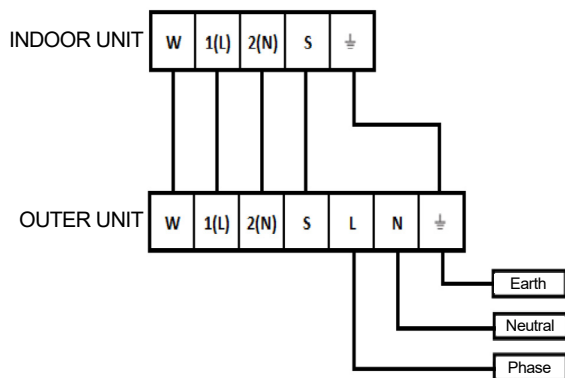 INDOOR UNIT W 1(L) 2(N) S ⏚
OUTER UNIT W 1(L) 2(N) S L N ⏚
Earth
Neutral
Phase